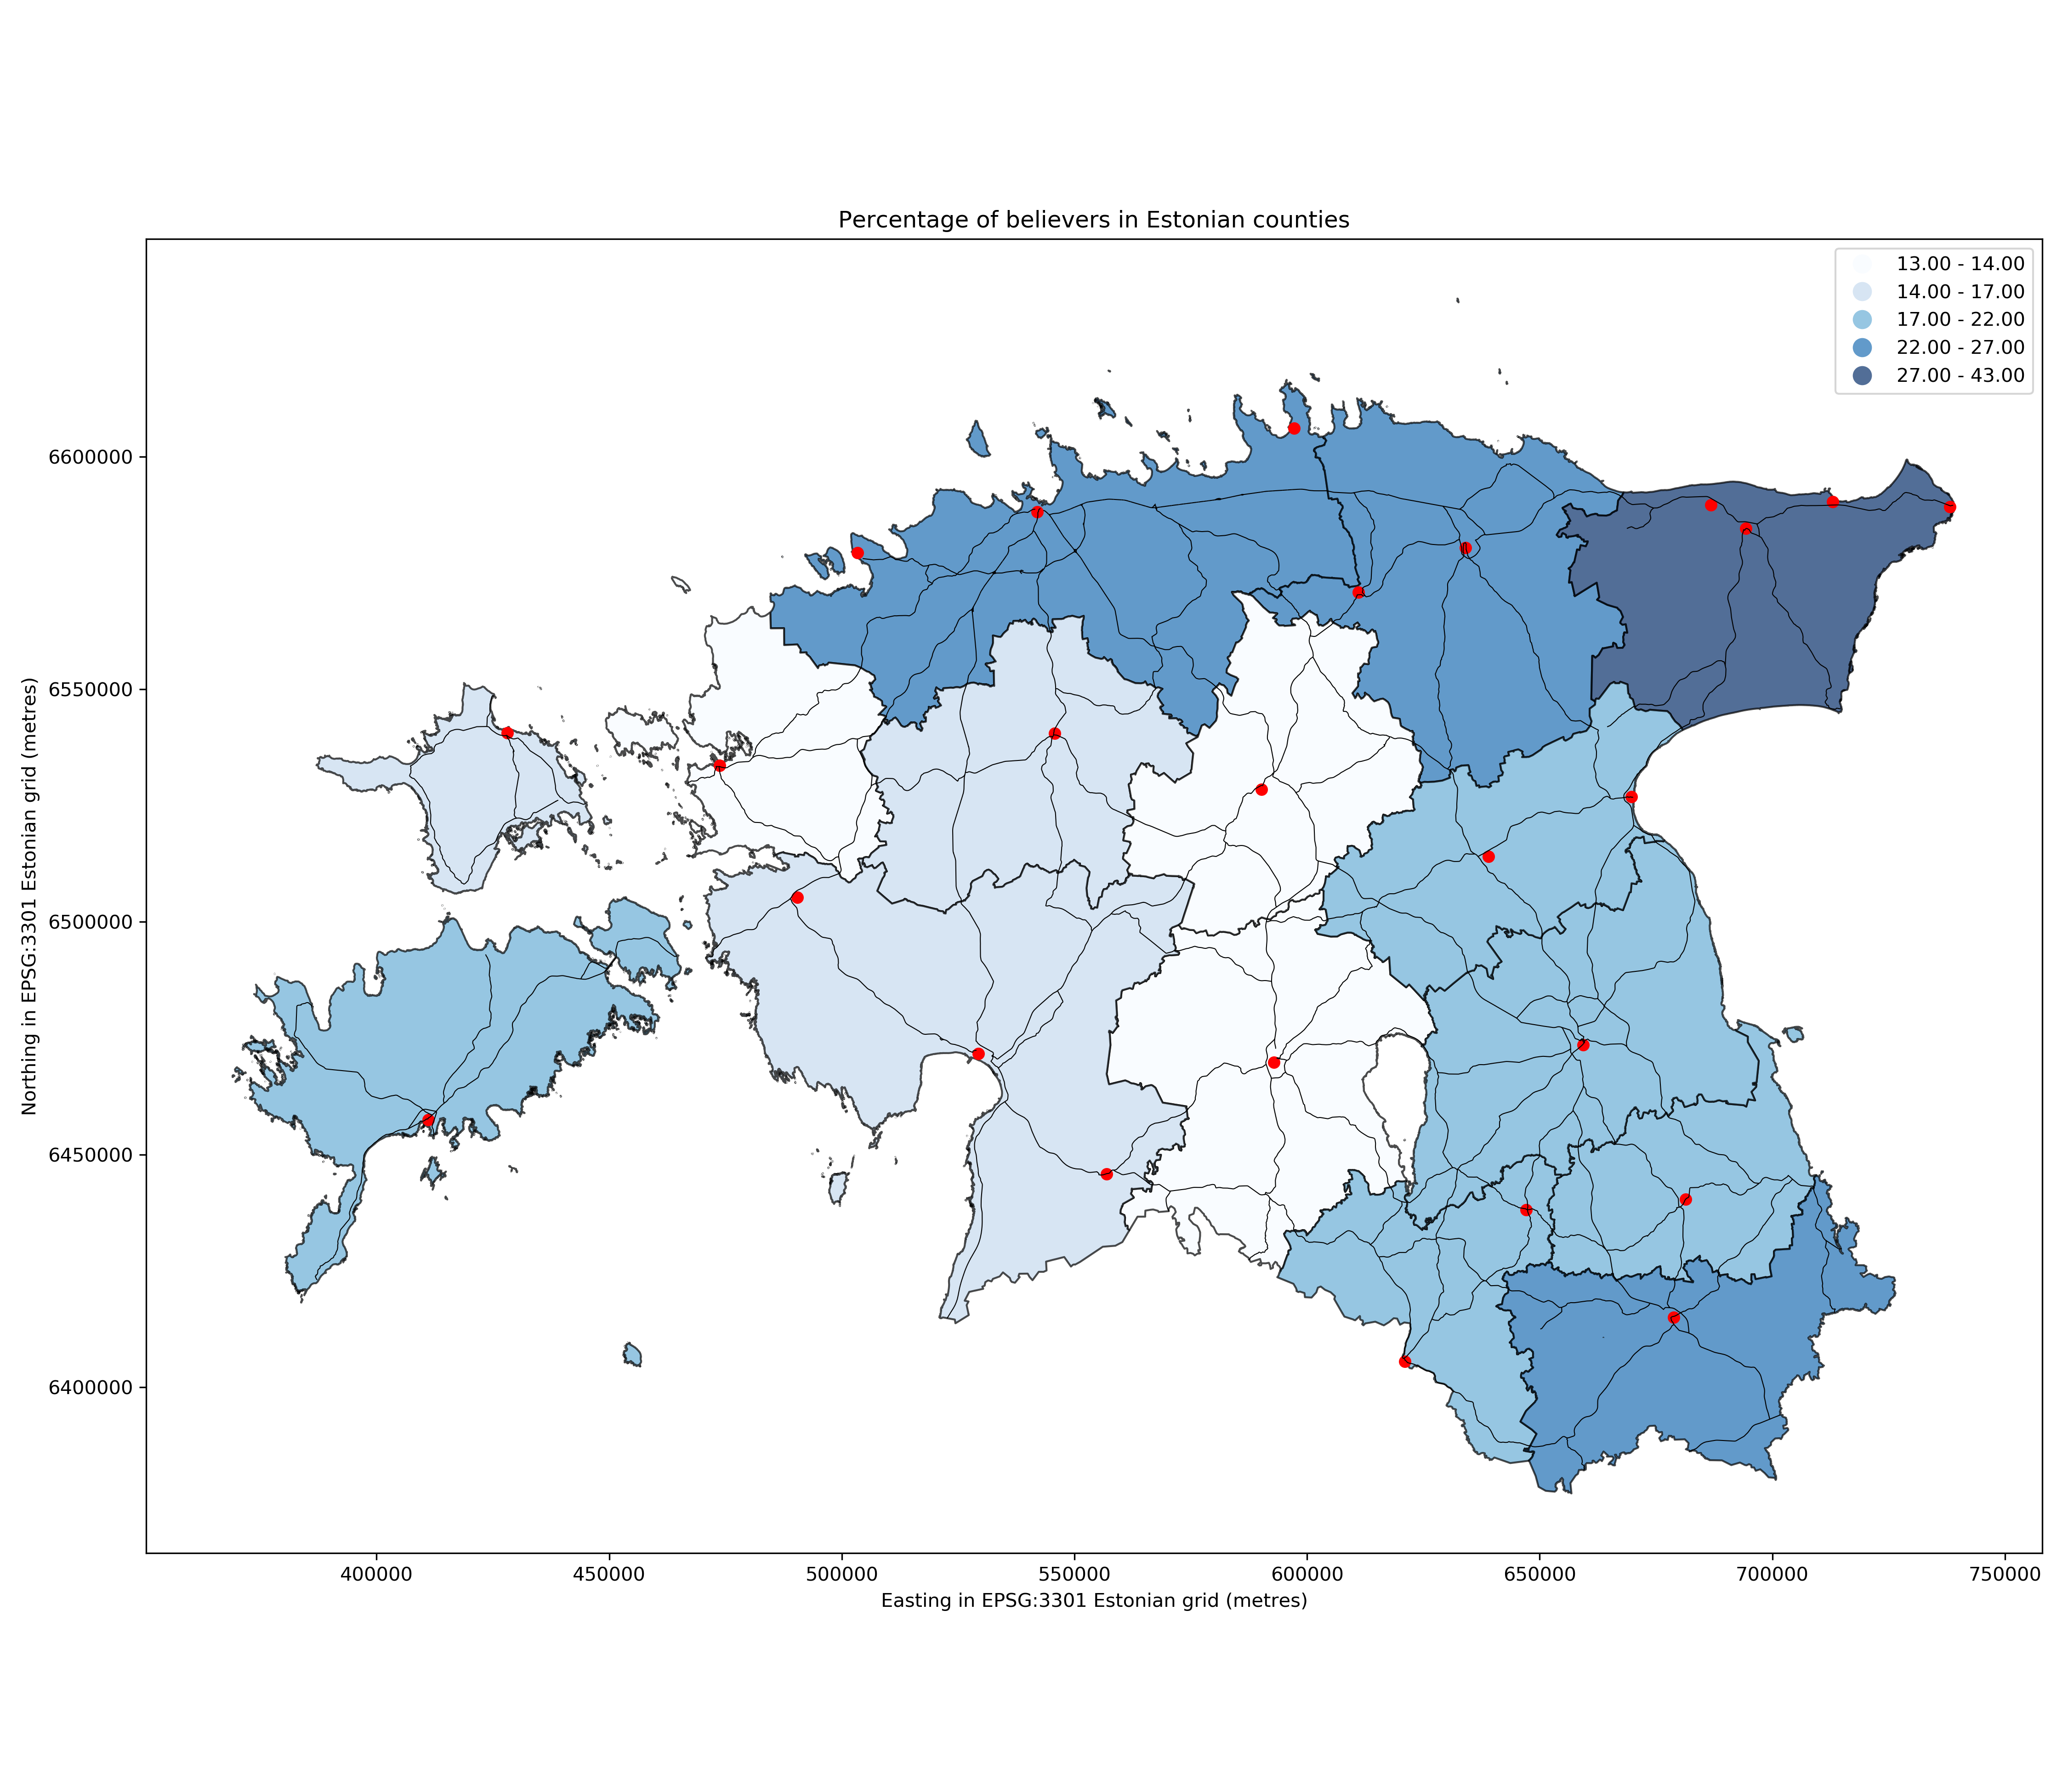 Percentage of believers in Estonian counties
13.00 - 14.00
14.00 - 17.00
17.00 - 22.00
22.00 - 27.00
27.00 - 43.00
Northing in EPSG:3301 Estonian grid (metres)
6600000
6550000
6500000
6450000
6400000
400000 450000 500000 550000 600000 650000 700000 750000
Easting in EPSG:3301 Estonian grid (metres)